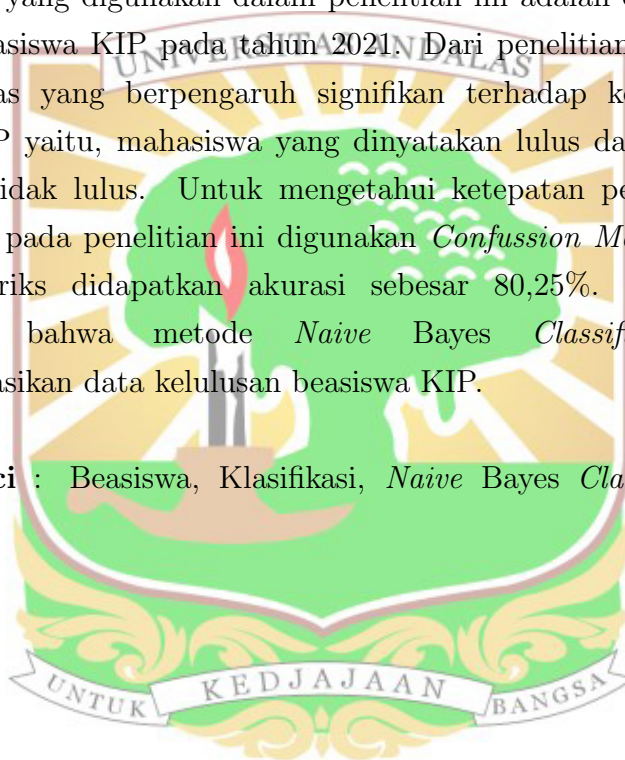 yang digunakan dalam penelitian ini adalah
asiswa KIP pada tahun 2021. Dari penelitian
UNIVERSITAS ANDALAS
as yang berpengaruh signifikan terhadap
P yaitu, mahasiswa yang dinyatakan lulus da
idak lulus. Untuk mengetahui ketepatan pe
pada penelitian ini digunakan Confussion M
riks didapatkan akurasi sebesar 80,25%.
bahwa metode Naive Bayes Classif
asikan data kelulusan beasiswa KIP.
ci : Beasiswa, Klasifikasi, Naive Bayes Cla
UNTUK KEDJAJAAN BANGSA